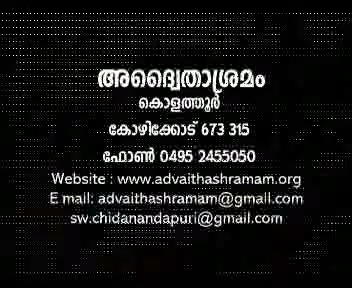 അദ്വൈതാശ്രമം
കൊളത്തൂർ
കോഴിക്കോട് 673 315
ഫോൺ 0495 2455050
Website : www.advaithashramam.org
E mail: advaithashramam@gmail.com
sw.chidanandapuri@gmail.com